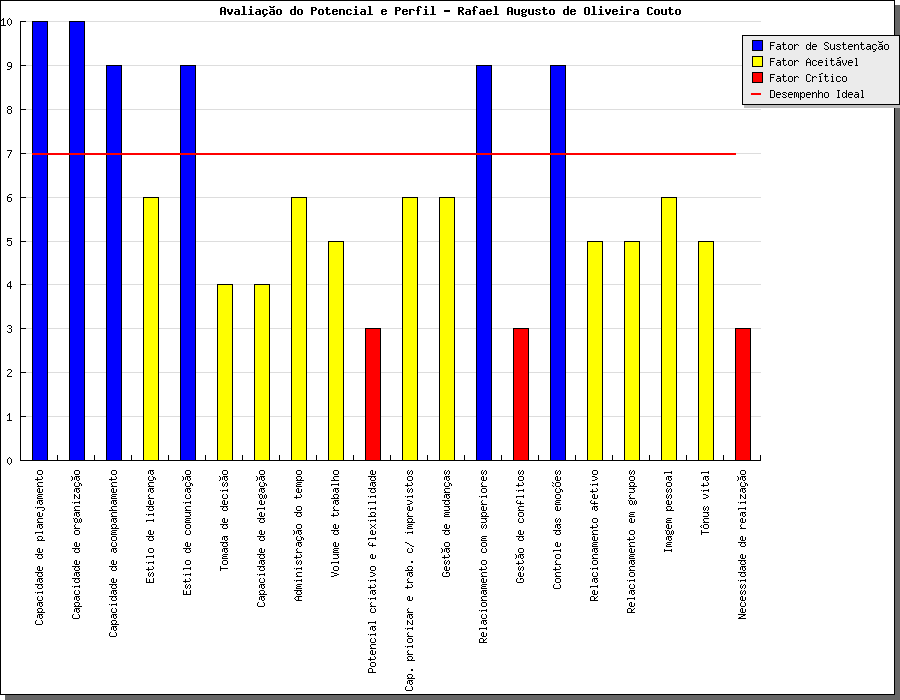 Avaliação do Potencial e Perfil - Rafael Augusto de Oliveira Couto
Fator de Sustentação
Fator Aceitável
Fator Crítico
Desempenho Ideal
10
9
8
7
6
5
4
3
2
1
0
Capacidade de planejamento
Capacidade de organização
Capacidade de acompanhamento
Estilo de liderança
Estilo de comunicação
Tomada de decisão
Capacidade de delegação
Administração do tempo
Volume de trabalho
Potencial criativo e flexibilidade
Cap. priorizar e trab. c/ imprevistos
Gestão de mudanças
Relacionamento com superiores
Gestão de conflitos
Controle das emoções
Relacionamento afetivo
Relacionamento em grupos
Imagem pessoal
Tônus vital
Necessidade de realização